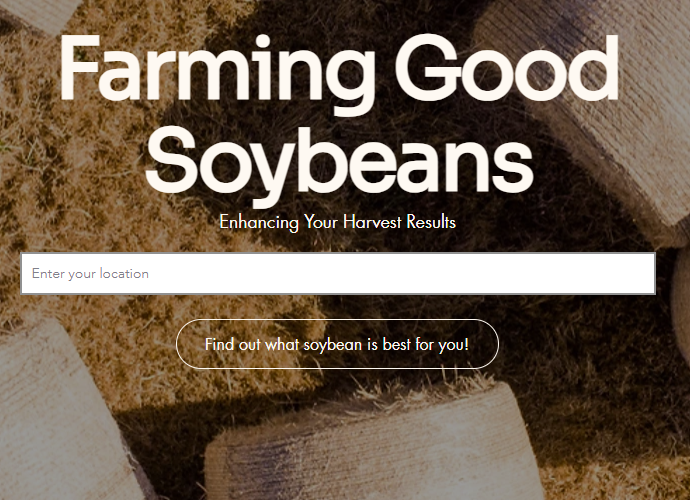 Farming Good
Soybeans
Enhancing Your Harvest Results
Enter your location
Find out what soybean is best for you!